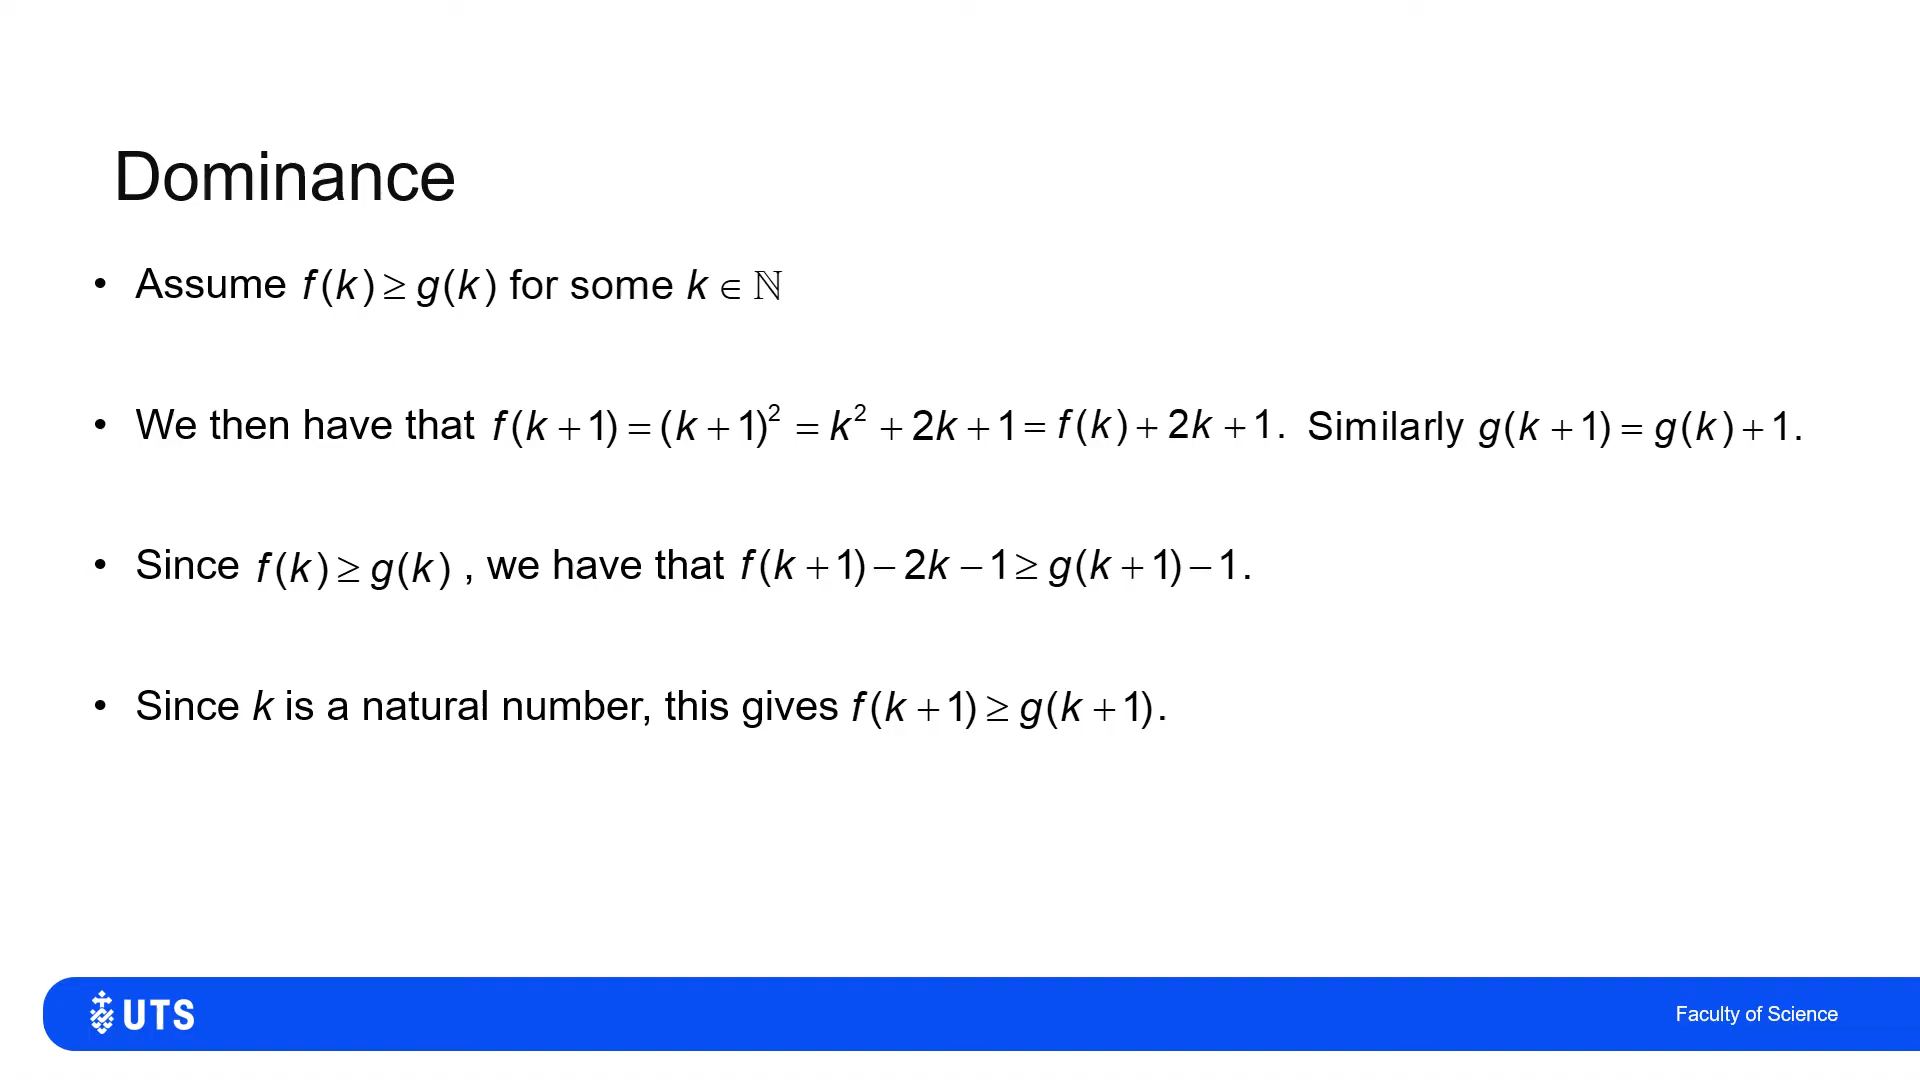 Dominance
• Assume f(k) ≥ g(k) for some k ∈ ℕ
• We then have that f(k + 1) = (k + 1)² = k² + 2k + 1 = f(k) + 2k + 1. Similarly g(k + 1) = g(k) + 1.
• Since f(k) ≥ g(k) , we have that f(k + 1) − 2k − 1 ≥ g(k + 1) − 1.
• Since k is a natural number, this gives f(k + 1) ≥ g(k + 1).
UTS
Faculty of Science